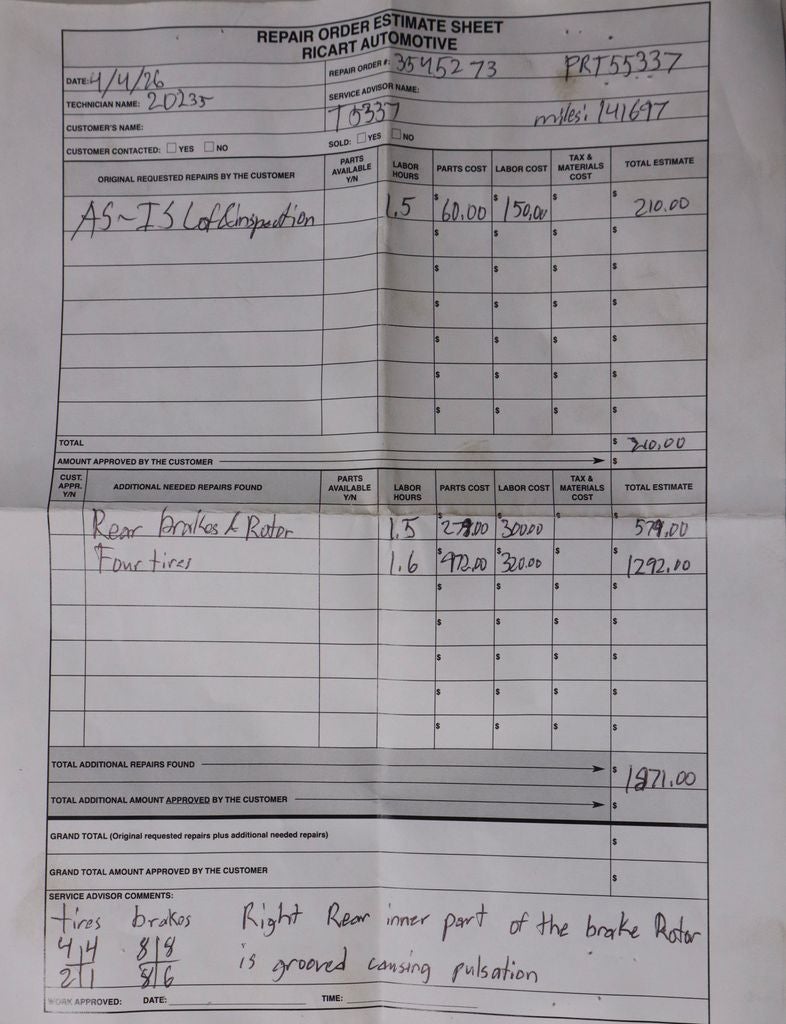 REPAIR ORDER ESTIMATE SHEET
RICART AUTOMOTIVE
DATE: 4/4/26 REPAIR ORDER #: 3545273 PRT55337
TECHNICIAN NAME: 20235 SERVICE ADVISOR NAME:
T5337 miles: 141697
CUSTOMER'S NAME:
CUSTOMER CONTACTED: ☐ YES ☐ NO SOLD: ☐ YES ☐ NO
ORIGINAL REQUESTED REPAIRS BY THE CUSTOMER PARTS AVAILABLE Y/N LABOR HOURS PARTS COST LABOR COST TAX & MATERIALS COST TOTAL ESTIMATE
AS-IS Lof & inspection 1.5 $ 60.00 $ 150.00 $ $ 210.00
$ $ $ $
$ $ $ $
$ $ $ $
$ $ $ $
$ $ $ $
$ $ $ $
TOTAL $ 210.00
AMOUNT APPROVED BY THE CUSTOMER $
CUST. APPR. Y/N ADDITIONAL NEEDED REPAIRS FOUND PARTS AVAILABLE Y/N LABOR HOURS PARTS COST LABOR COST TAX & MATERIALS COST TOTAL ESTIMATE
Rear brakes & Rotor 1.5 $ 279.00 $ 300.00 $ $ 579.00
Four tires 1.6 $ 972.00 $ 320.00 $ $ 1292.00
$ $ $ $
$ $ $ $
$ $ $ $
$ $ $ $
$ $ $ $
TOTAL ADDITIONAL REPAIRS FOUND $ 1871.00
TOTAL ADDITIONAL AMOUNT APPROVED BY THE CUSTOMER $
GRAND TOTAL (Original requested repairs plus additional needed repairs) $
GRAND TOTAL AMOUNT APPROVED BY THE CUSTOMER $
SERVICE ADVISOR COMMENTS:
tires brakes Right Rear inner part of the brake Rotor
4|4 8|8 is grooved causing pulsation
2|1 8|6
WORK APPROVED: DATE: TIME: